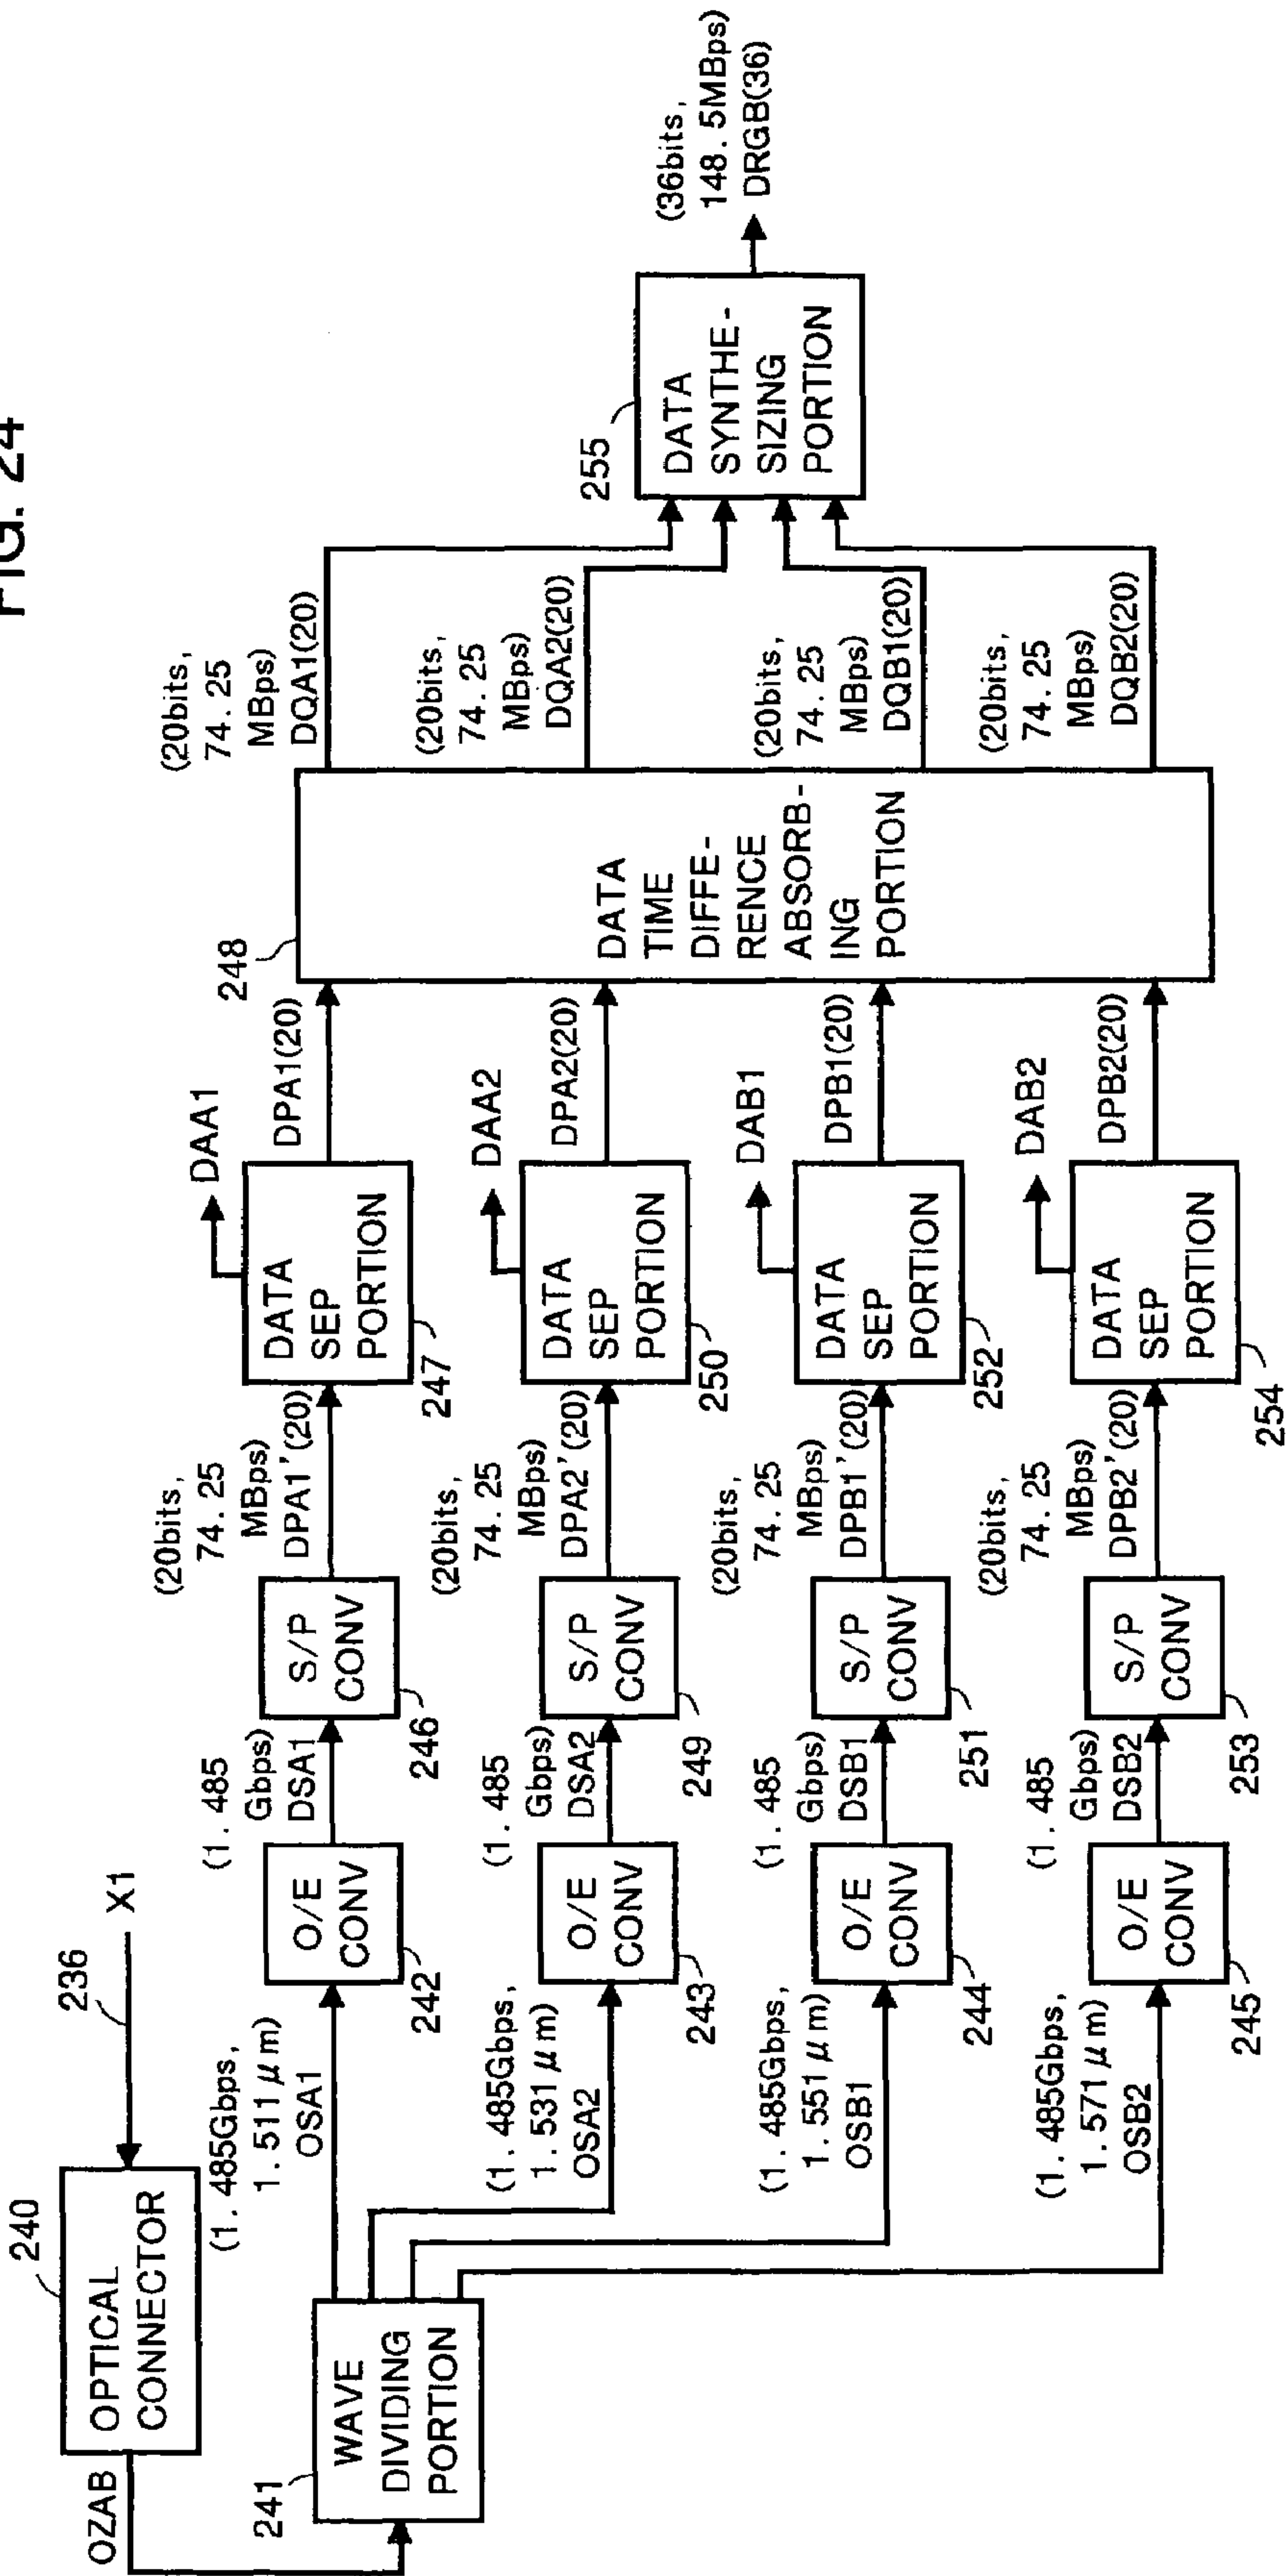 FIG. 24
240
OPTICAL
CONNECTOR
236
X1
OZAB
241
WAVE
DIVIDING
PORTION
(1. 485Gbps,
1. 511μm)
OSA1
O/E
CONV
242
(1. 485
Gbps)
DSA1
S/P
CONV
246
(20bits,
74. 25
MBps)
DPA1'(20)
DATA
SEP
PORTION
247
DAA1
DPA1(20)
(1. 485Gbps,
1. 531μm)
OSA2
O/E
CONV
243
(1. 485
Gbps)
DSA2
S/P
CONV
249
(20bits,
74. 25
MBps)
DPA2'(20)
DATA
SEP
PORTION
250
DAA2
DPA2(20)
(1. 485Gbps,
1. 551μm)
OSB1
O/E
CONV
244
(1. 485
Gbps)
DSB1
S/P
CONV
251
(20bits,
74. 25
MBps)
DPB1'(20)
DATA
SEP
PORTION
252
DAB1
DPB1(20)
(1. 485Gbps,
1. 571μm)
OSB2
O/E
CONV
245
(1. 485
Gbps)
DSB2
S/P
CONV
253
(20bits,
74. 25
MBps)
DPB2'(20)
DATA
SEP
PORTION
254
DAB2
DPB2(20)
248
DATA
TIME
DIFFE-
RENCE
ABSORB-
ING
PORTION
(20bits,
74. 25
MBps)
DQA1(20)
(20bits,
74. 25
MBps)
DQA2(20)
(20bits,
74. 25
MBps)
DQB1(20)
(20bits,
74. 25
MBps)
DQB2(20)
255
DATA
SYNTHE-
SIZING
PORTION
(36bits,
148. 5MBps)
DRGB(36)